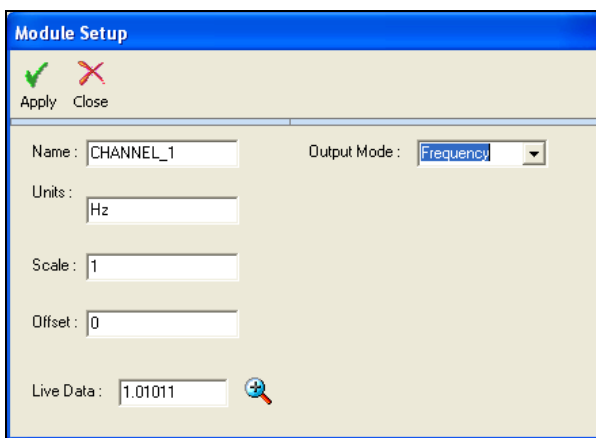 Module Setup
Apply Close
Name : CHANNEL_1
Output Mode : Frequency
Units : Hz
Scale : 1
Offset : 0
Live Data : 1.01011